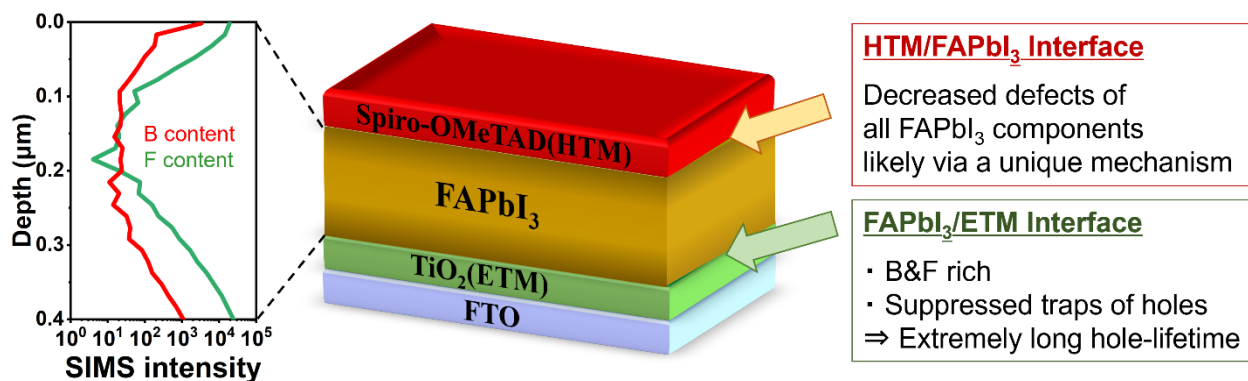 0.0
0.1
0.2
0.3
0.4
Depth (μm)
B content
F content
10⁰ 10¹ 10² 10³ 10⁴ 10⁵
SIMS intensity
Spiro-OMeTAD(HTM)
FAPbI₃
TiO₂(ETM)
FTO
HTM/FAPbI₃ Interface
Decreased defects of
all FAPbI₃ components
likely via a unique mechanism
FAPbI₃/ETM Interface
・ B&F rich
・ Suppressed traps of holes
⇒ Extremely long hole-lifetime